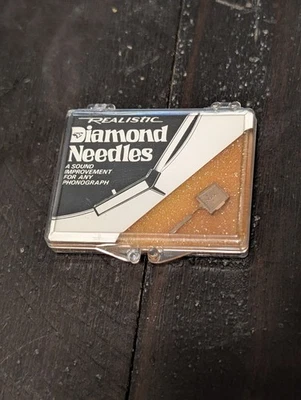 REALISTIC
Diamond
Needles
A SOUND
IMPROVEMENT
FOR ANY
PHONOGRAPH